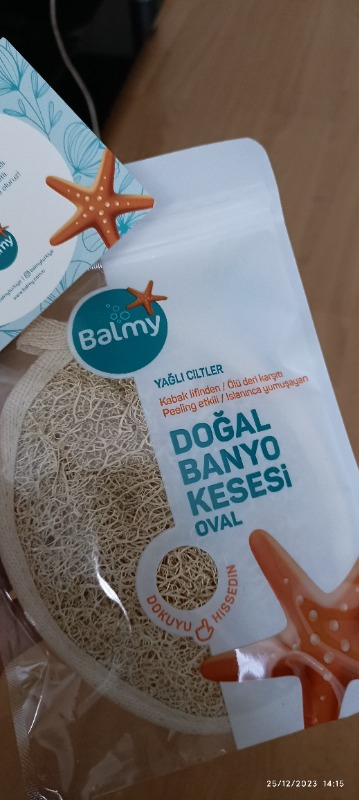 Balmy
YAĞLI CİLTLER
Kabak lifinden / Ölü deri karşıtı
Peeling etkili / Islanınca yumuşayan
DOĞAL
BANYO
KESESİ
OVAL
DOKUYU HİSSEDİN
25/12/2023 14:15